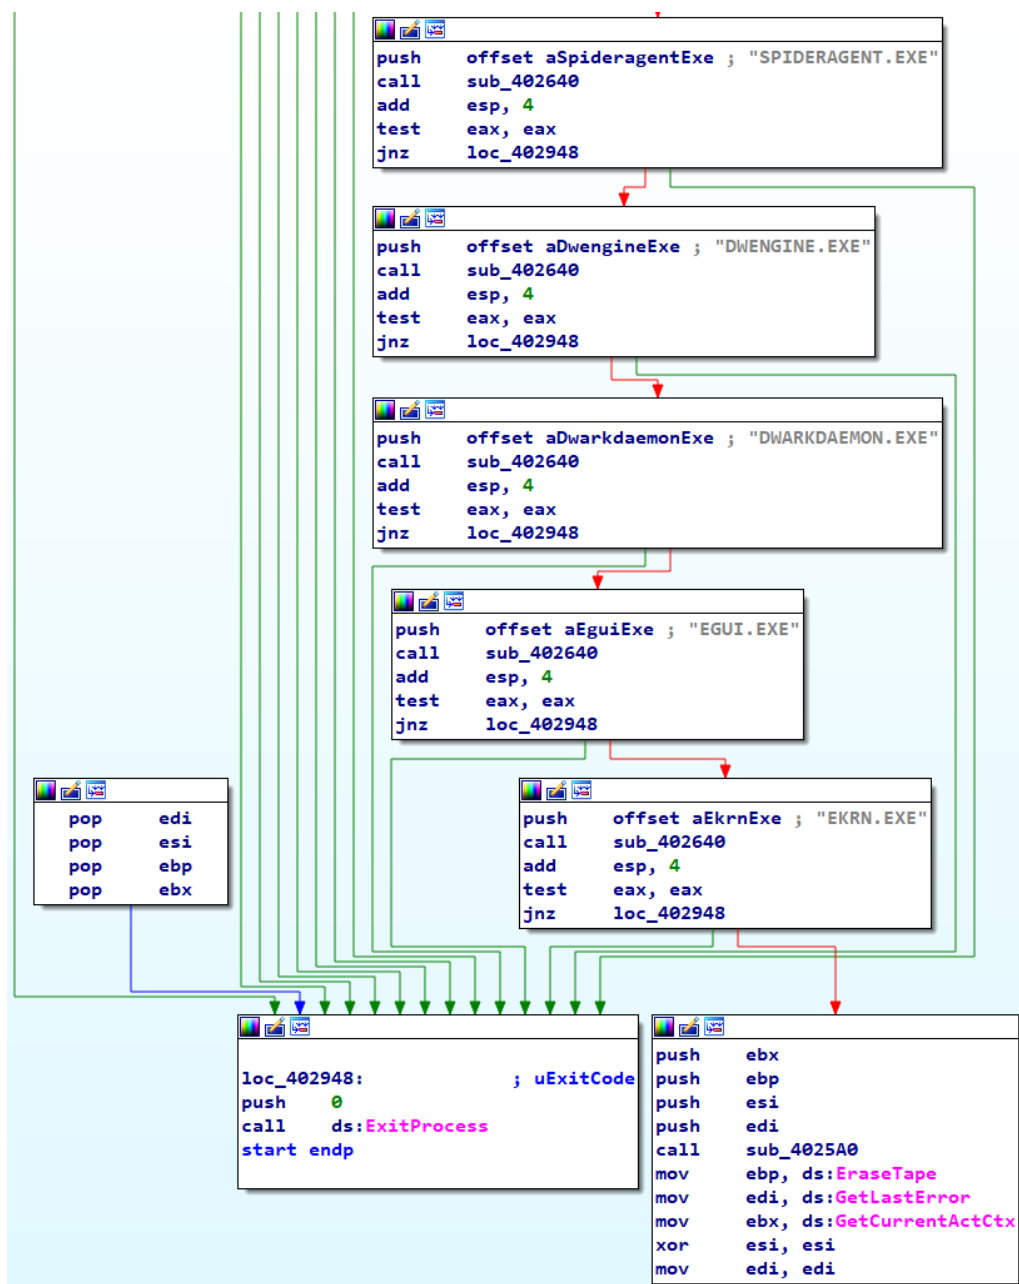 push offset aSpideragentExe ; "SPIDERAGENT.EXE"
call sub_402640
add esp, 4
test eax, eax
jnz loc_402948
push offset aDwengineExe ; "DWENGINE.EXE"
call sub_402640
add esp, 4
test eax, eax
jnz loc_402948
push offset aDwarkdaemonExe ; "DWARKDAEMON.EXE"
call sub_402640
add esp, 4
test eax, eax
jnz loc_402948
push offset aEguiExe ; "EGUI.EXE"
call sub_402640
add esp, 4
test eax, eax
jnz loc_402948
pop edi
pop esi
pop ebp
pop ebx
push offset aEkrnExe ; "EKRN.EXE"
call sub_402640
add esp, 4
test eax, eax
jnz loc_402948
loc_402948: ; uExitCode
push 0
call ds:ExitProcess
start endp
push ebx
push ebp
push esi
push edi
call sub_4025A0
mov ebp, ds:EraseTape
mov edi, ds:GetLastError
mov ebx, ds:GetCurrentActCtx
xor esi, esi
mov edi, edi